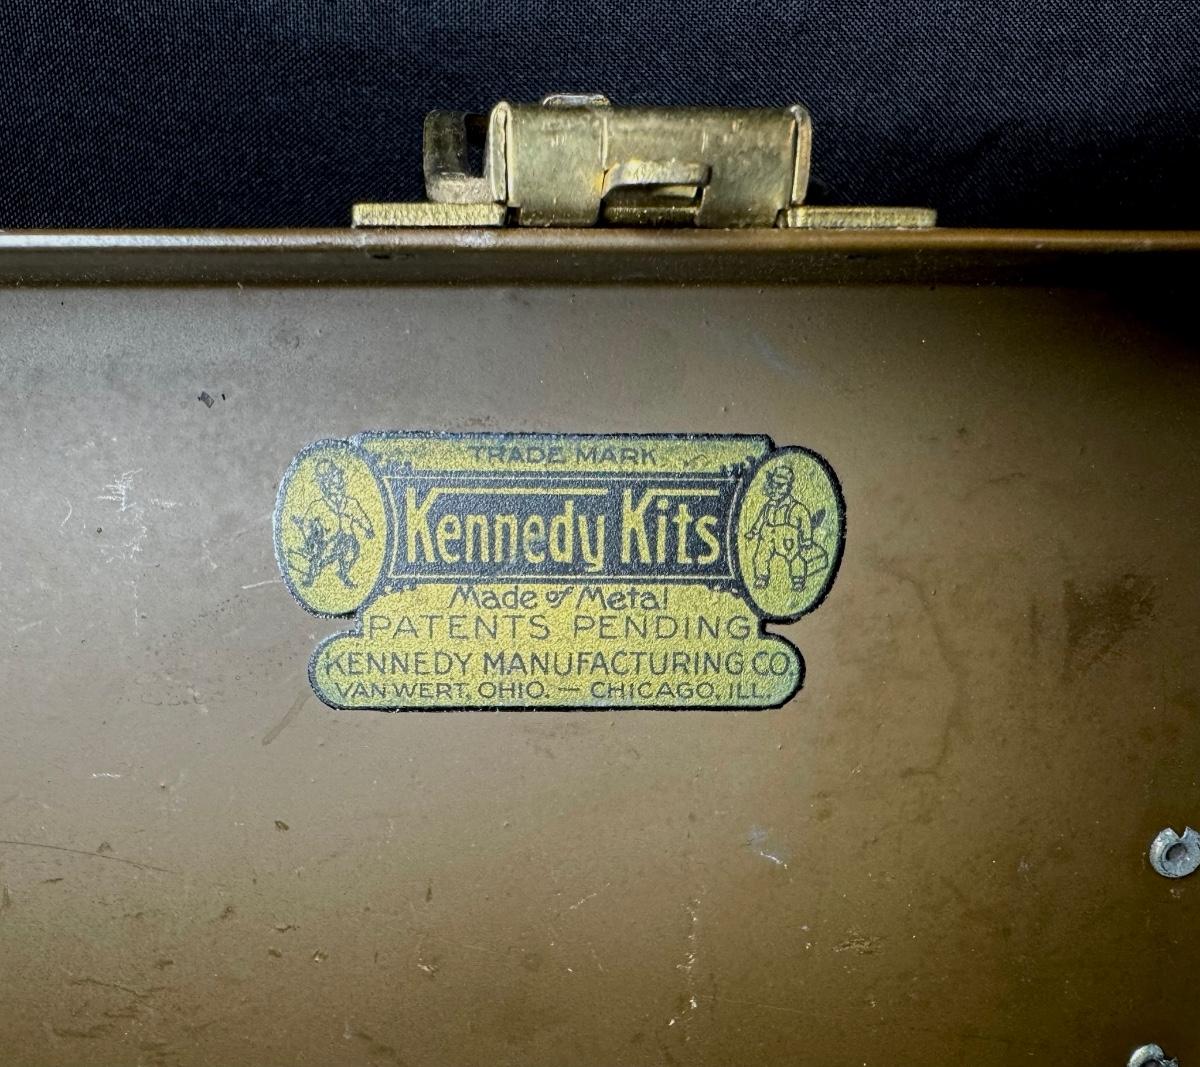 TRADE MARK
Kennedy Kits
Made of Metal
PATENTS PENDING
KENNEDY MANUFACTURING CO
VAN WERT, OHIO. — CHICAGO, ILL.